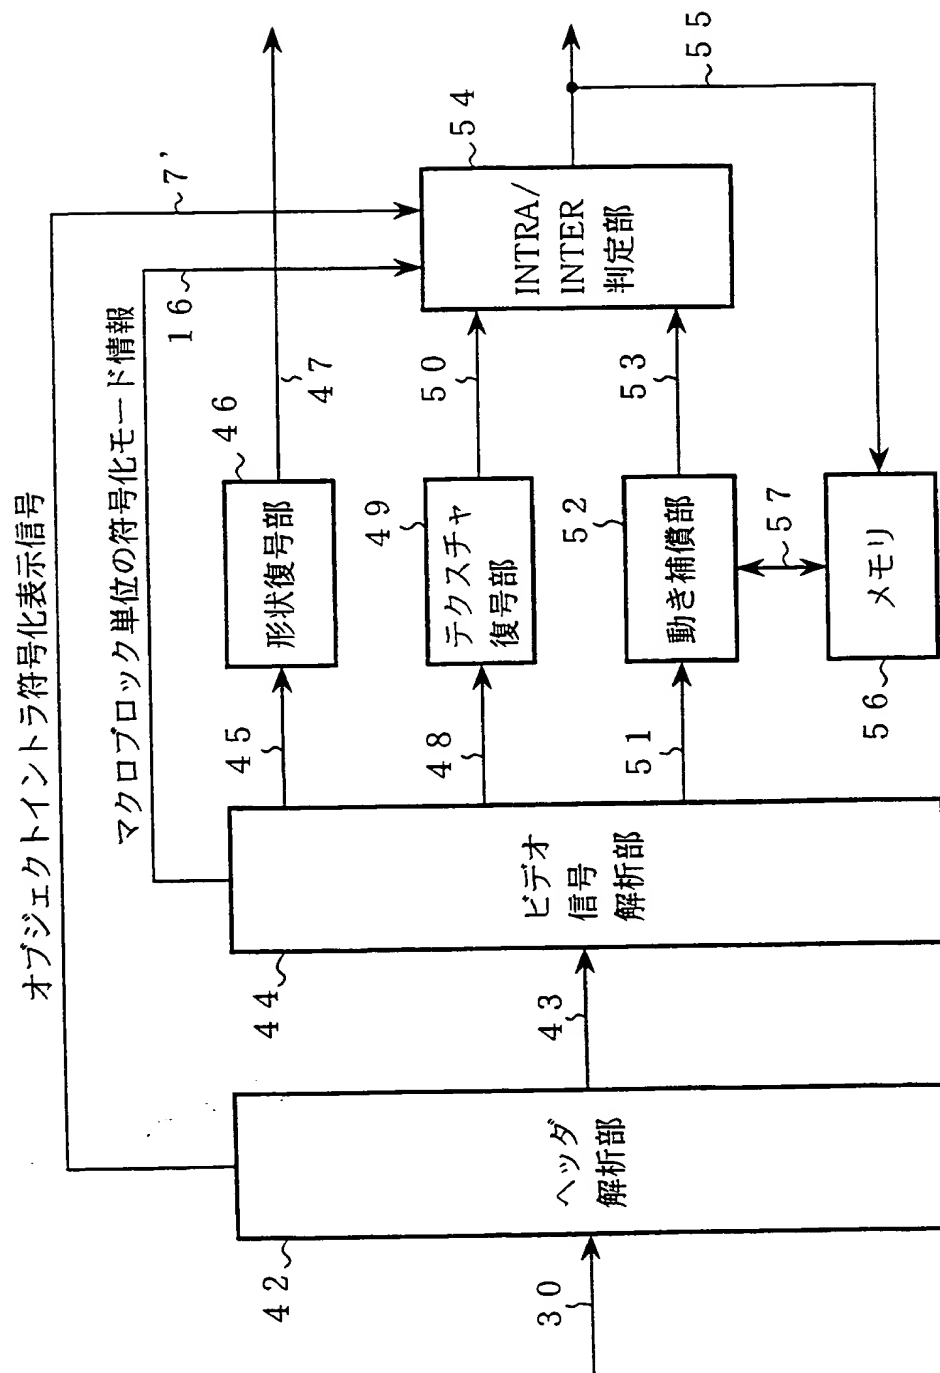 オブジェクトイントラ符号化表示信号
7'
マクロブロック単位の符号化モード情報
16
30
42
ヘッダ
解析部
43
44
ビデオ
信号
解析部
45
46
形状復号部
47
48
49
テクスチャ
復号部
50
51
52
動き補償部
53
54
INTRA/
INTER
判定部
55
56
メモリ
57